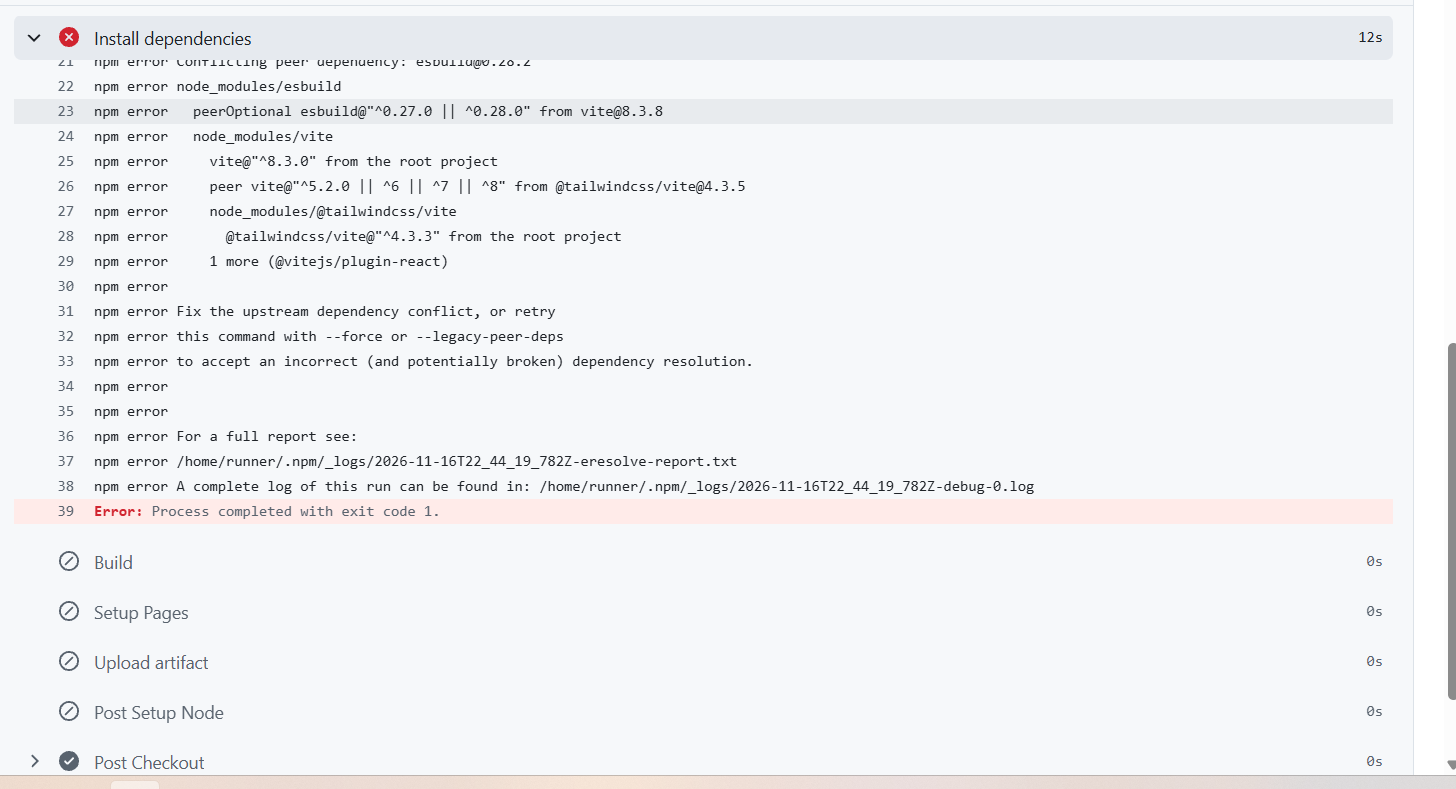 Install dependencies 12s
21 npm error Conflicting peer dependency: esbuild@0.28.2
22 npm error node_modules/esbuild
23 npm error   peerOptional esbuild@"^0.27.0 || ^0.28.0" from vite@8.3.8
24 npm error   node_modules/vite
25 npm error     vite@"^8.3.0" from the root project
26 npm error     peer vite@"^5.2.0 || ^6 || ^7 || ^8" from @tailwindcss/vite@4.3.5
27 npm error     node_modules/@tailwindcss/vite
28 npm error       @tailwindcss/vite@"^4.3.3" from the root project
29 npm error     1 more (@vitejs/plugin-react)
30 npm error
31 npm error Fix the upstream dependency conflict, or retry
32 npm error this command with --force or --legacy-peer-deps
33 npm error to accept an incorrect (and potentially broken) dependency resolution.
34 npm error
35 npm error
36 npm error For a full report see:
37 npm error /home/runner/.npm/_logs/2026-11-16T22_44_19_782Z-eresolve-report.txt
38 npm error A complete log of this run can be found in: /home/runner/.npm/_logs/2026-11-16T22_44_19_782Z-debug-0.log
39 Error: Process completed with exit code 1.
Build 0s
Setup Pages 0s
Upload artifact 0s
Post Setup Node 0s
Post Checkout 0s